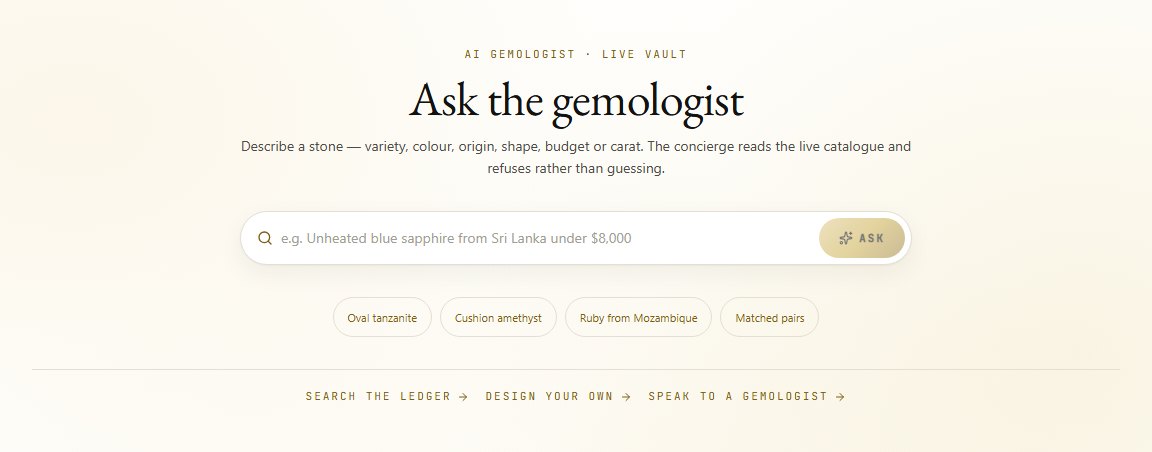 AI GEMOLOGIST · LIVE VAULT
Ask the gemologist
Describe a stone — variety, colour, origin, shape, budget or carat. The concierge reads the live catalogue and
refuses rather than guessing.
e.g. Unheated blue sapphire from Sri Lanka under $8,000
ASK
Oval tanzanite
Cushion amethyst
Ruby from Mozambique
Matched pairs
SEARCH THE LEDGER →
DESIGN YOUR OWN →
SPEAK TO A GEMOLOGIST →